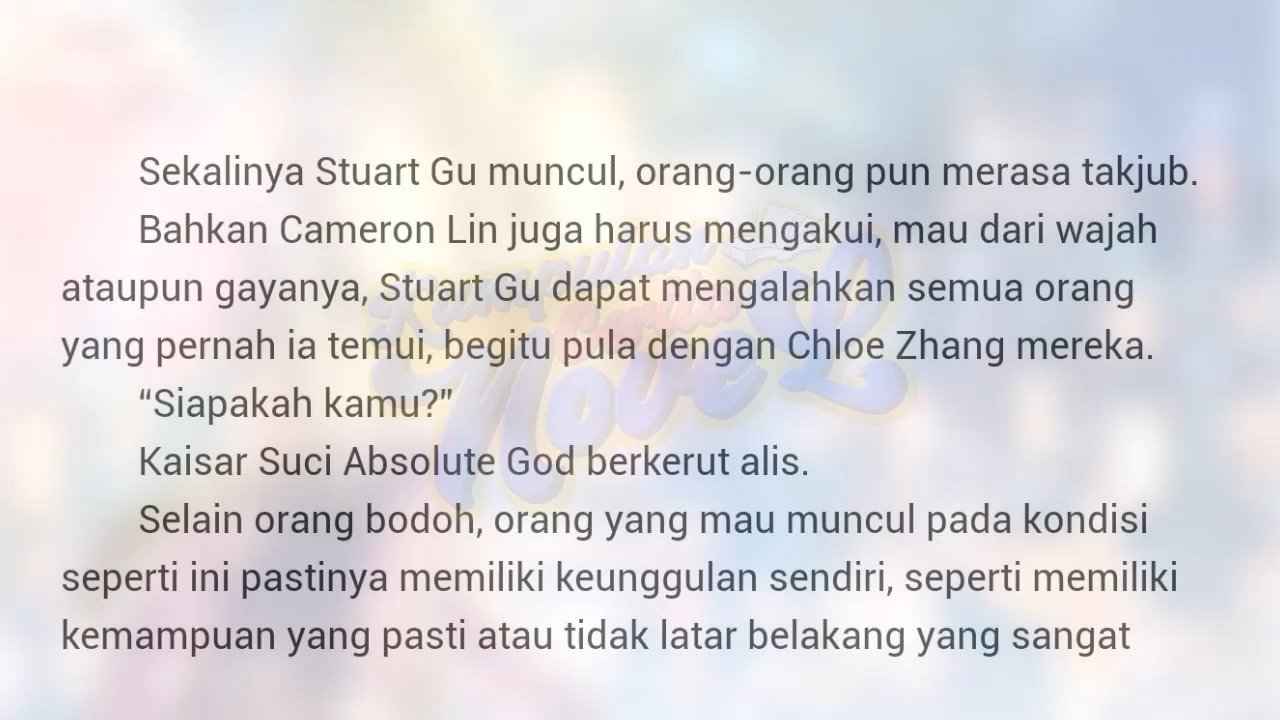 Sekalinya Stuart Gu muncul, orang-orang pun merasa takjub.
Bahkan Cameron Lin juga harus mengakui, mau dari wajah
ataupun gayanya, Stuart Gu dapat mengalahkan semua orang
yang pernah ia temui, begitu pula dengan Chloe Zhang mereka.
“Siapakah kamu?”
Kaisar Suci Absolute God berkerut alis.
Selain orang bodoh, orang yang mau muncul pada kondisi
seperti ini pastinya memiliki keunggulan sendiri, seperti memiliki
kemampuan yang pasti atau tidak latar belakang yang sangat
Kumpulan
Cerita
Novel